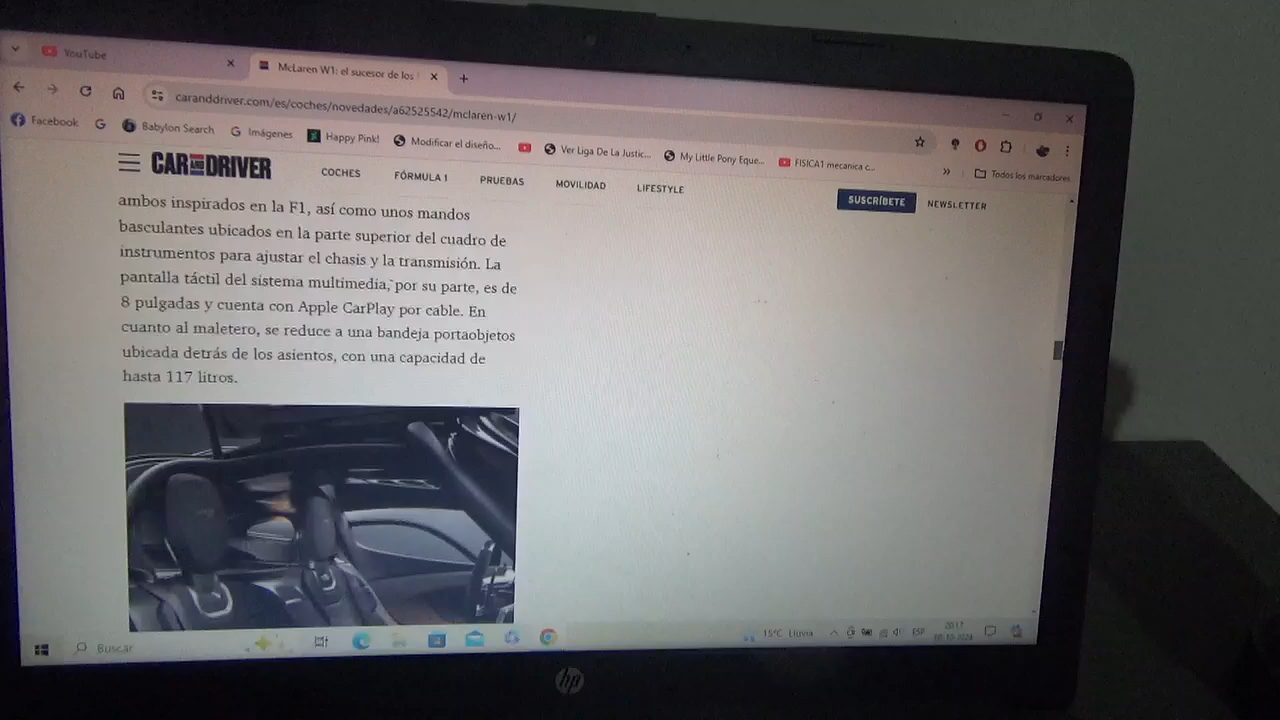 YouTube
McLaren W1: el sucesor de los
caranddriver.com/es/coches/novedades/a62525542/mclaren-w1/
Facebook
Babylon Search
Imágenes
Happy Pink!
Modificar el diseño...
Ver Liga De La Justic...
My Little Pony Eque...
FISICA1 mecanica c...
»
Todos los marcadores
CAR AND DRIVER
COCHES
FÓRMULA 1
PRUEBAS
MOVILIDAD
LIFESTYLE
SUSCRÍBETE
NEWSLETTER
ambos inspirados en la F1, así como unos mandos
basculantes ubicados en la parte superior del cuadro de
instrumentos para ajustar el chasis y la transmisión. La
pantalla táctil del sistema multimedia, por su parte, es de
8 pulgadas y cuenta con Apple CarPlay por cable. En
cuanto al maletero, se reduce a una bandeja portaobjetos
ubicada detrás de los asientos, con una capacidad de
hasta 117 litros.
Buscar
15°C Lluvia
ESP
20:17
hp